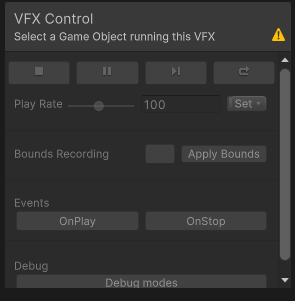 VFX Control
Select a Game Object running this VFX
Play Rate 100 Set
Bounds Recording Apply Bounds
Events
OnPlay OnStop
Debug
Debug modes